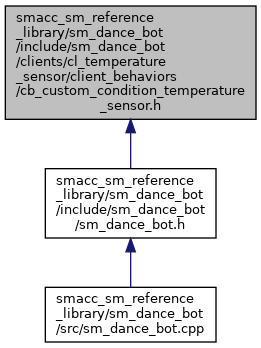 smacc_sm_reference
_library/sm_dance_bot
/include/sm_dance_bot
/clients/cl_temperature
_sensor/client_behaviors
/cb_custom_condition_temperature
_sensor.h
smacc_sm_reference
_library/sm_dance_bot
/include/sm_dance_bot
/sm_dance_bot.h
smacc_sm_reference
_library/sm_dance_bot
/src/sm_dance_bot.cpp